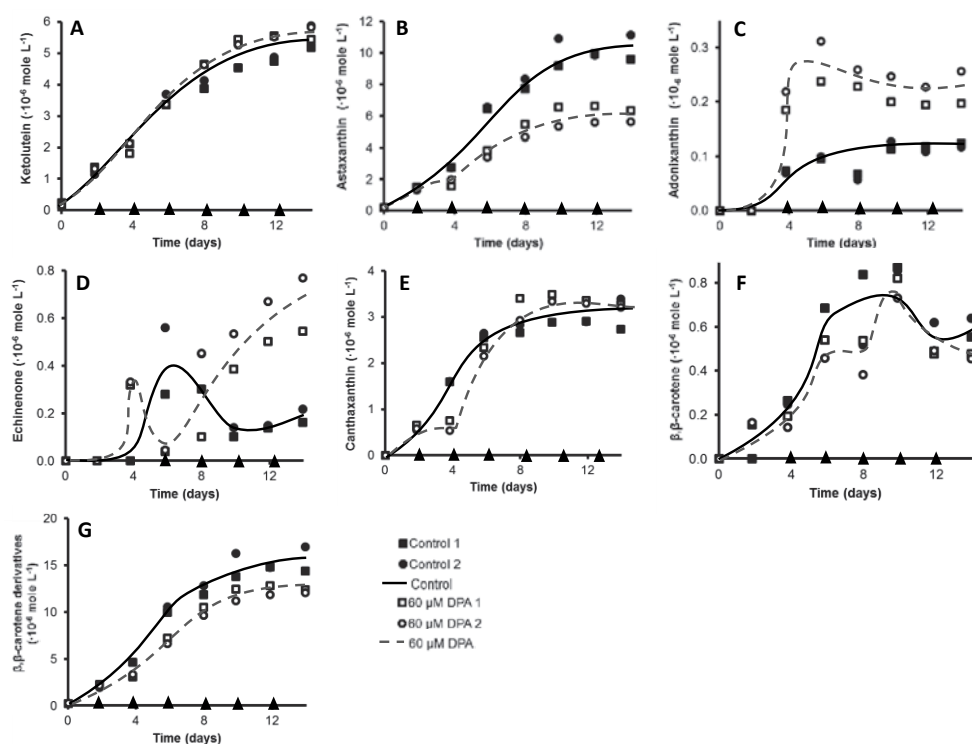 A
Ketolutein (·10⁻⁶ mole L⁻¹)
6
5
4
3
2
1
0
0
4
8
12
Time (days)
B
Astaxanthin (·10⁻⁶ mole L⁻¹)
12
10
8
6
4
2
0
0
4
8
12
Time (days)
C
Adonixanthin (·10₋₆ mole L⁻¹)
0.3
0.2
0.1
0.0
0
4
8
12
Time (days)
D
Echinenone (·10⁻⁶ mole L⁻¹)
0.8
0.6
0.4
0.2
0.0
0
4
8
12
Time (days)
E
Canthaxanthin (·10⁻⁶ mole L⁻¹)
4
3
2
1
0
0
4
8
12
Time (days)
F
β,β-carotene (·10⁶ mole L⁻¹)
0.8
0.6
0.4
0.2
0.0
0
4
8
12
Time (days)
G
β,β-carotene derivatives
(·10⁻⁶ mole L⁻¹)
20
15
10
5
0
0
4
8
12
Time (days)
Control 1
Control 2
Control
60 µM DPA 1
60 µM DPA 2
60 µM DPA